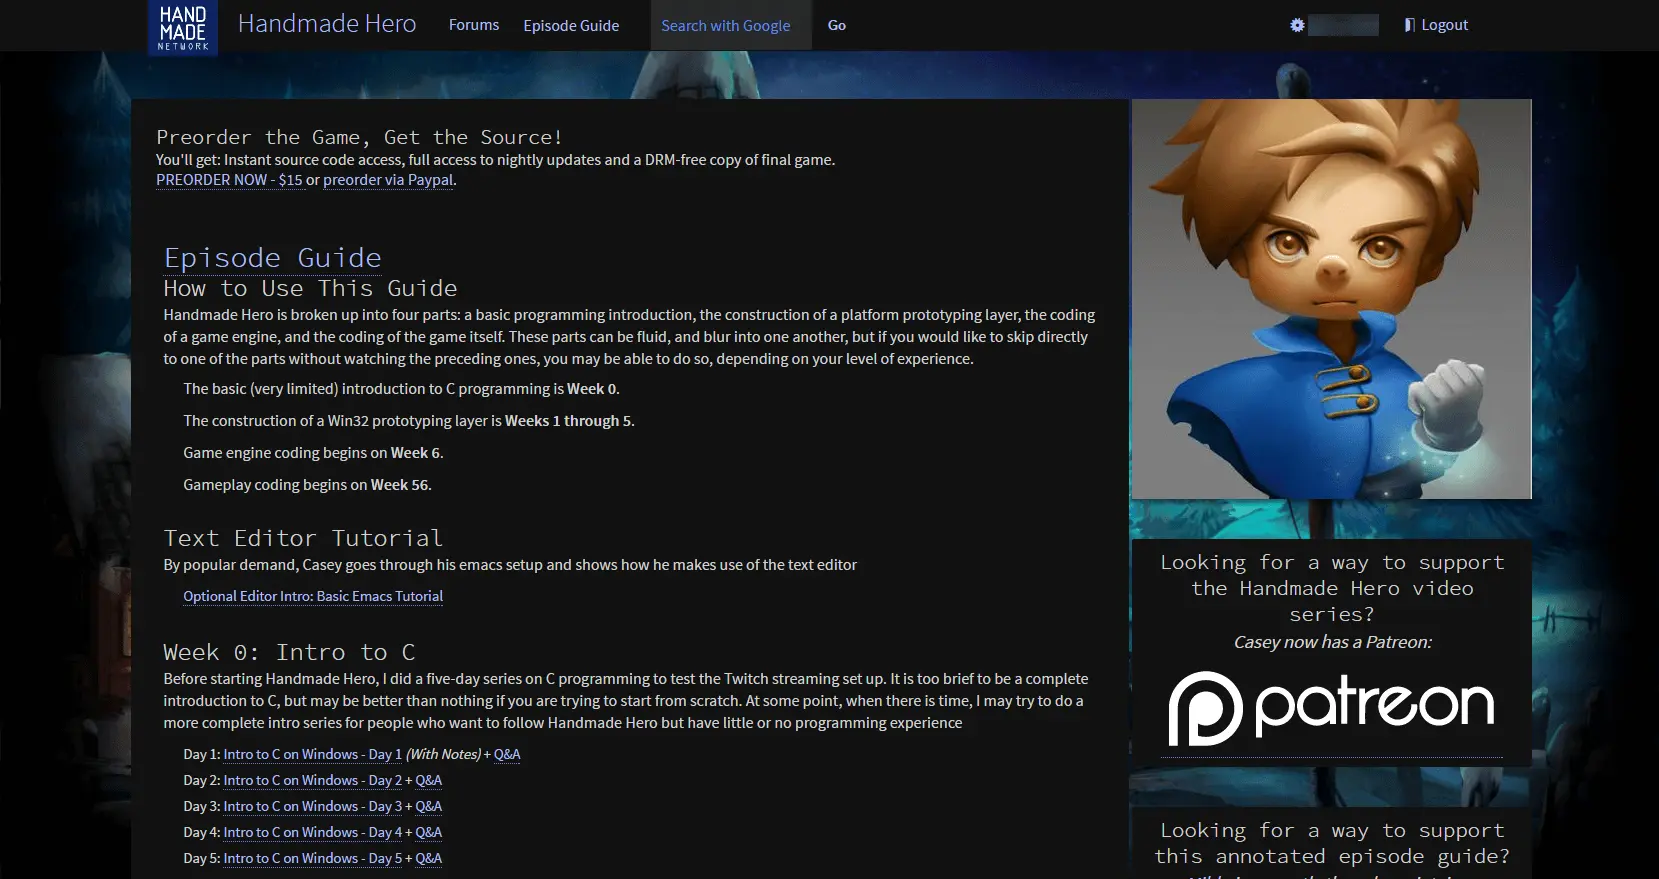 HAND
MADE
NETWORK
Handmade Hero
Forums
Episode Guide
Search with Google
Go
Logout
Preorder the Game, Get the Source!
You'll get: Instant source code access, full access to nightly updates and a DRM-free copy of final game.
PREORDER NOW - $15 or preorder via Paypal.
Episode Guide
How to Use This Guide
Handmade Hero is broken up into four parts: a basic programming introduction, the construction of a platform prototyping layer, the coding
of a game engine, and the coding of the game itself. These parts can be fluid, and blur into one another, but if you would like to skip directly
to one of the parts without watching the preceding ones, you may be able to do so, depending on your level of experience.
The basic (very limited) introduction to C programming is Week 0.
The construction of a Win32 prototyping layer is Weeks 1 through 5.
Game engine coding begins on Week 6.
Gameplay coding begins on Week 56.
Text Editor Tutorial
By popular demand, Casey goes through his emacs setup and shows how he makes use of the text editor
Optional Editor Intro: Basic Emacs Tutorial
Week 0: Intro to C
Before starting Handmade Hero, I did a five-day series on C programming to test the Twitch streaming set up. It is too brief to be a complete
introduction to C, but may be better than nothing if you are trying to start from scratch. At some point, when there is time, I may try to do a
more complete intro series for people who want to follow Handmade Hero but have little or no programming experience
Day 1: Intro to C on Windows - Day 1 (With Notes) + Q&A
Day 2: Intro to C on Windows - Day 2 + Q&A
Day 3: Intro to C on Windows - Day 3 + Q&A
Day 4: Intro to C on Windows - Day 4 + Q&A
Day 5: Intro to C on Windows - Day 5 + Q&A
Looking for a way to support
the Handmade Hero video
series?
Casey now has a Patreon:
patreon
Looking for a way to support
this annotated episode guide?